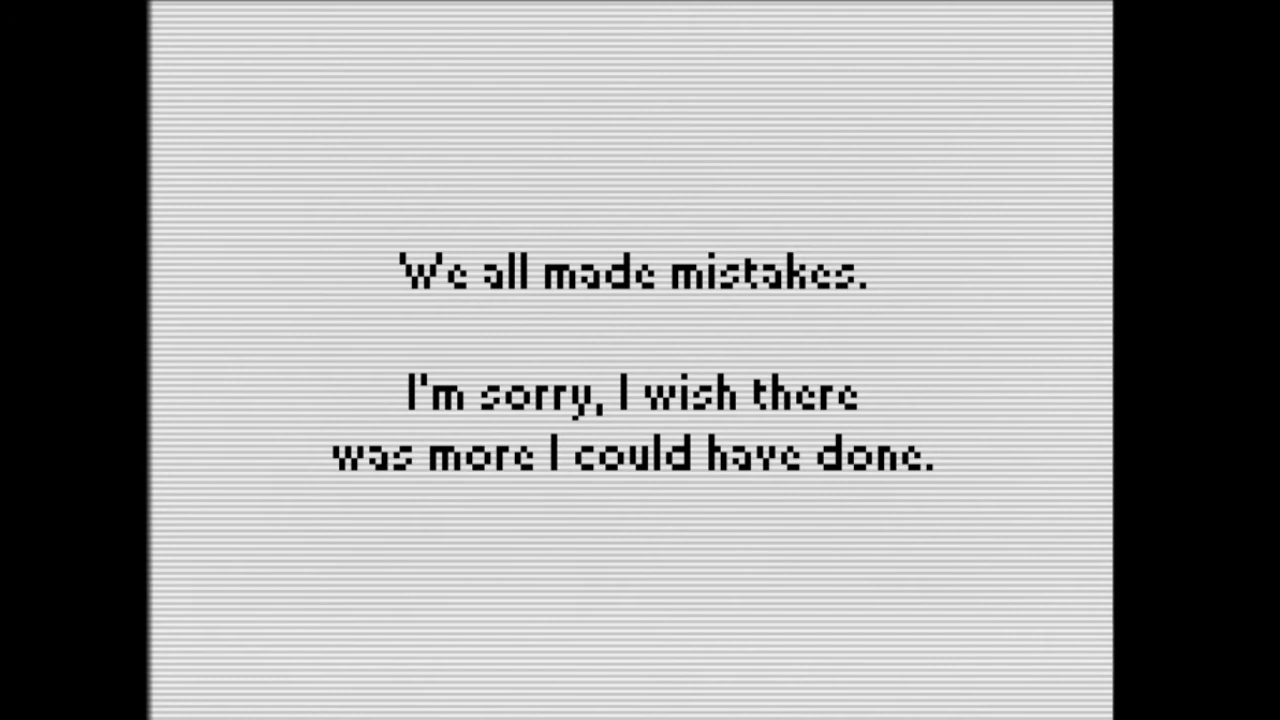 We all made mistakes.
I'm sorry, I wish there
was more I could have done.